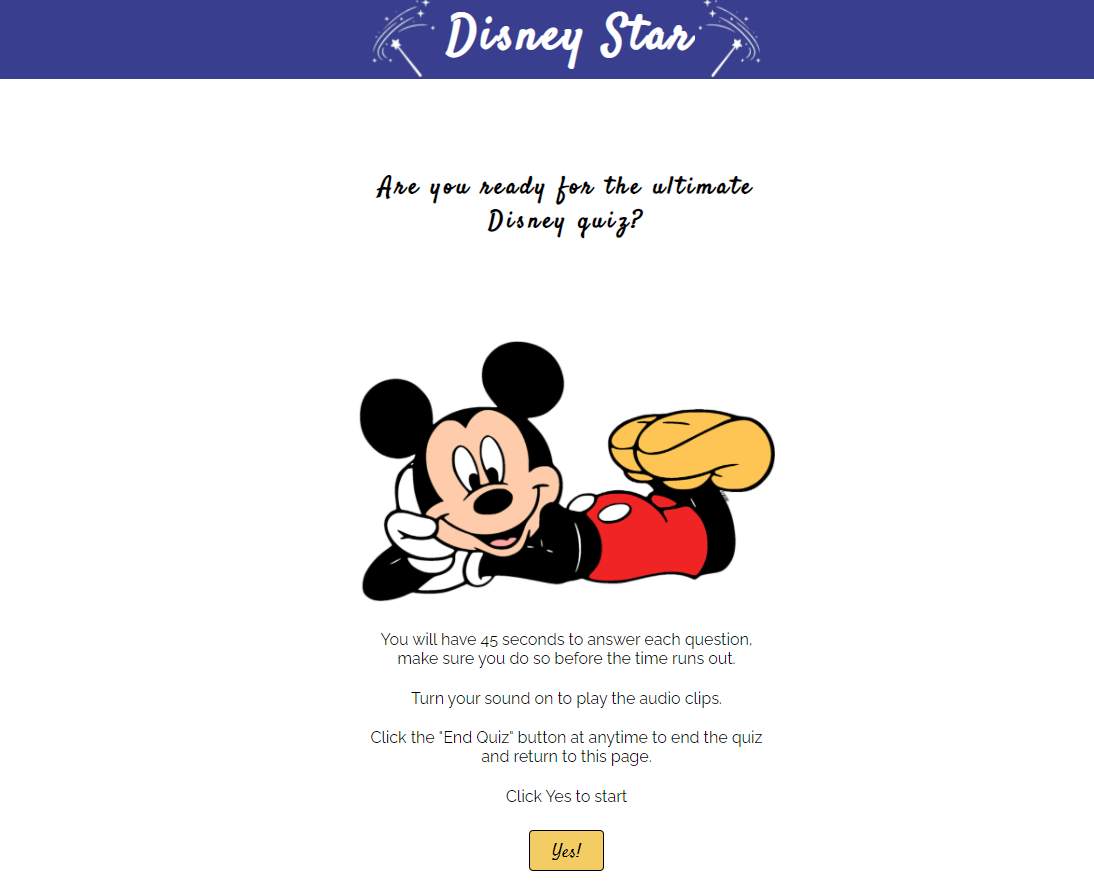 Disney Star
Are you ready for the ultimate
Disney quiz?
You will have 45 seconds to answer each question,
make sure you do so before the time runs out.
Turn your sound on to play the audio clips.
Click the "End Quiz" button at anytime to end the quiz
and return to this page.
Click Yes to start
Yes!